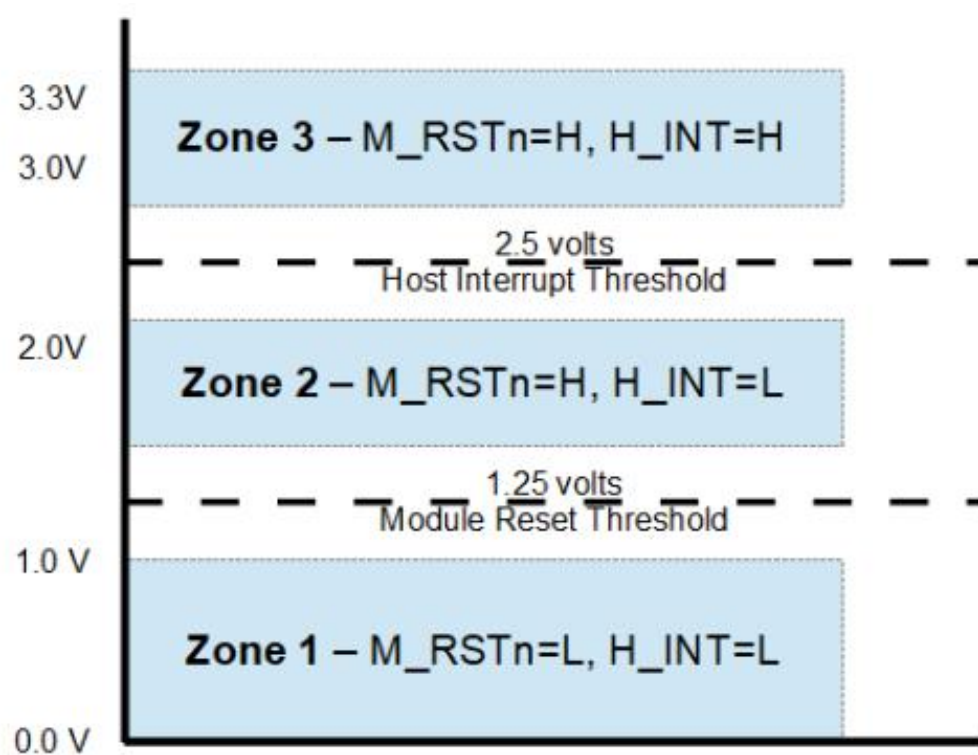 3.3V
Zone 3 – M_RSTn=H, H_INT=H
3.0V
2.5 volts
Host Interrupt Threshold
2.0V
Zone 2 – M_RSTn=H, H_INT=L
1.25 volts
Module Reset Threshold
1.0 V
Zone 1 – M_RSTn=L, H_INT=L
0.0 V